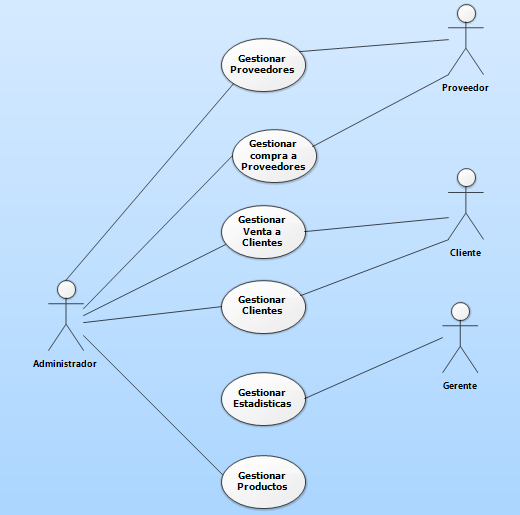 Gestionar
Proveedores
Proveedor
Gestionar
compra a
Proveedores
Gestionar
Venta a
Clientes
Cliente
Gestionar
Clientes
Administrador
Gestionar
Estadisticas
Gerente
Gestionar
Productos